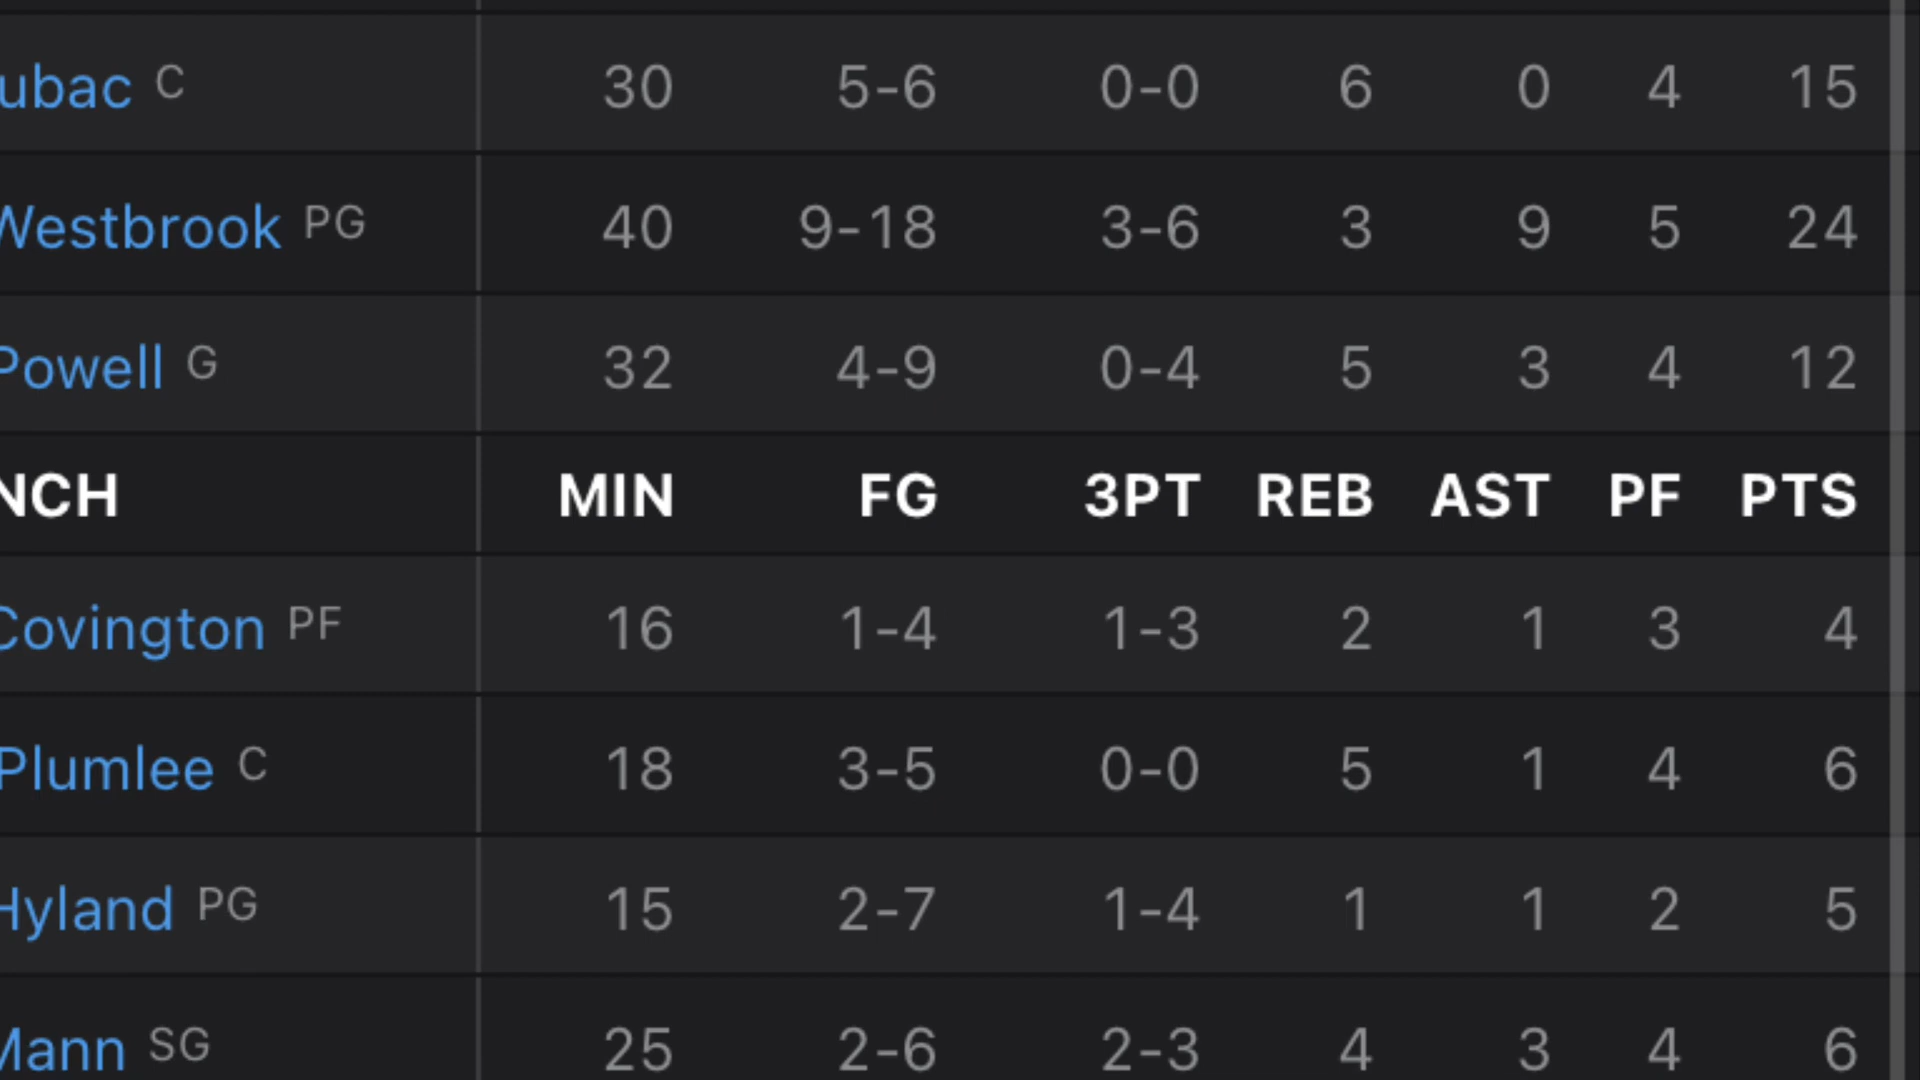 ubac C 30 5-6 0-0 6 0 4 15
Westbrook PG 40 9-18 3-6 3 9 5 24
Powell G 32 4-9 0-4 5 3 4 12
NCH MIN FG 3PT REB AST PF PTS
Covington PF 16 1-4 1-3 2 1 3 4
Plumlee C 18 3-5 0-0 5 1 4 6
Hyland PG 15 2-7 1-4 1 1 2 5
Mann SG 25 2-6 2-3 4 3 4 6